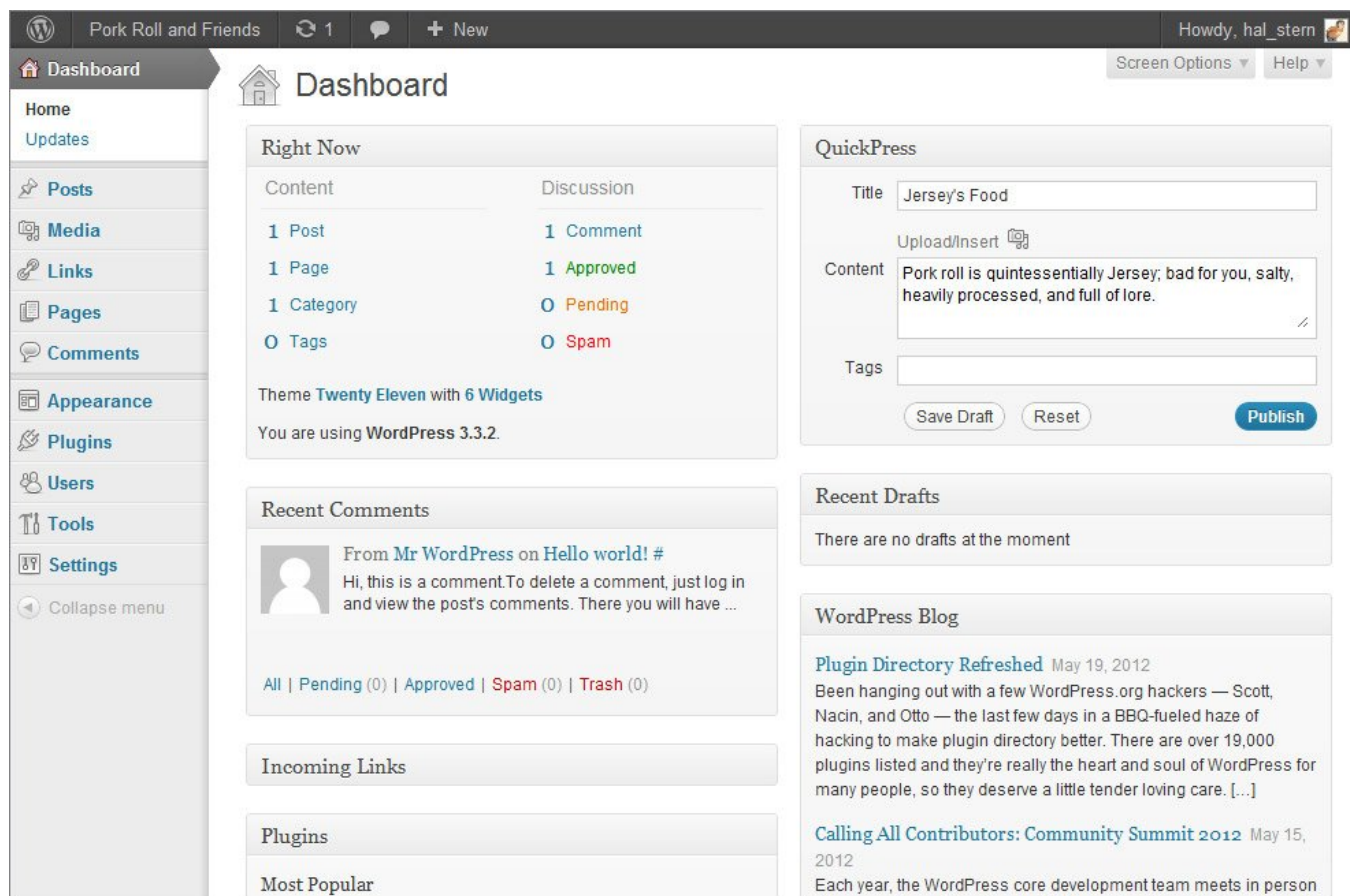 Pork Roll and Friends 1 New Howdy, hal_stern
Dashboard
Home
Updates
Posts
Media
Links
Pages
Comments
Appearance
Plugins
Users
Tools
Settings
Collapse menu
Screen Options Help
Dashboard
Right Now
Content Discussion
1 Post 1 Comment
1 Page 1 Approved
1 Category 0 Pending
0 Tags 0 Spam
Theme Twenty Eleven with 6 Widgets
You are using WordPress 3.3.2.
Recent Comments
From Mr WordPress on Hello world! #
Hi, this is a comment.To delete a comment, just log in
and view the post's comments. There you will have ...
All | Pending (0) | Approved | Spam (0) | Trash (0)
Incoming Links
Plugins
Most Popular
QuickPress
Title Jersey's Food
Upload/Insert
Content Pork roll is quintessentially Jersey; bad for you, salty,
heavily processed, and full of lore.
Tags
Save Draft Reset Publish
Recent Drafts
There are no drafts at the moment
WordPress Blog
Plugin Directory Refreshed May 19, 2012
Been hanging out with a few WordPress.org hackers — Scott,
Nacin, and Otto — the last few days in a BBQ-fueled haze of
hacking to make plugin directory better. There are over 19,000
plugins listed and they're really the heart and soul of WordPress for
many people, so they deserve a little tender loving care. […]
Calling All Contributors: Community Summit 2012 May 15,
2012
Each year, the WordPress core development team meets in person